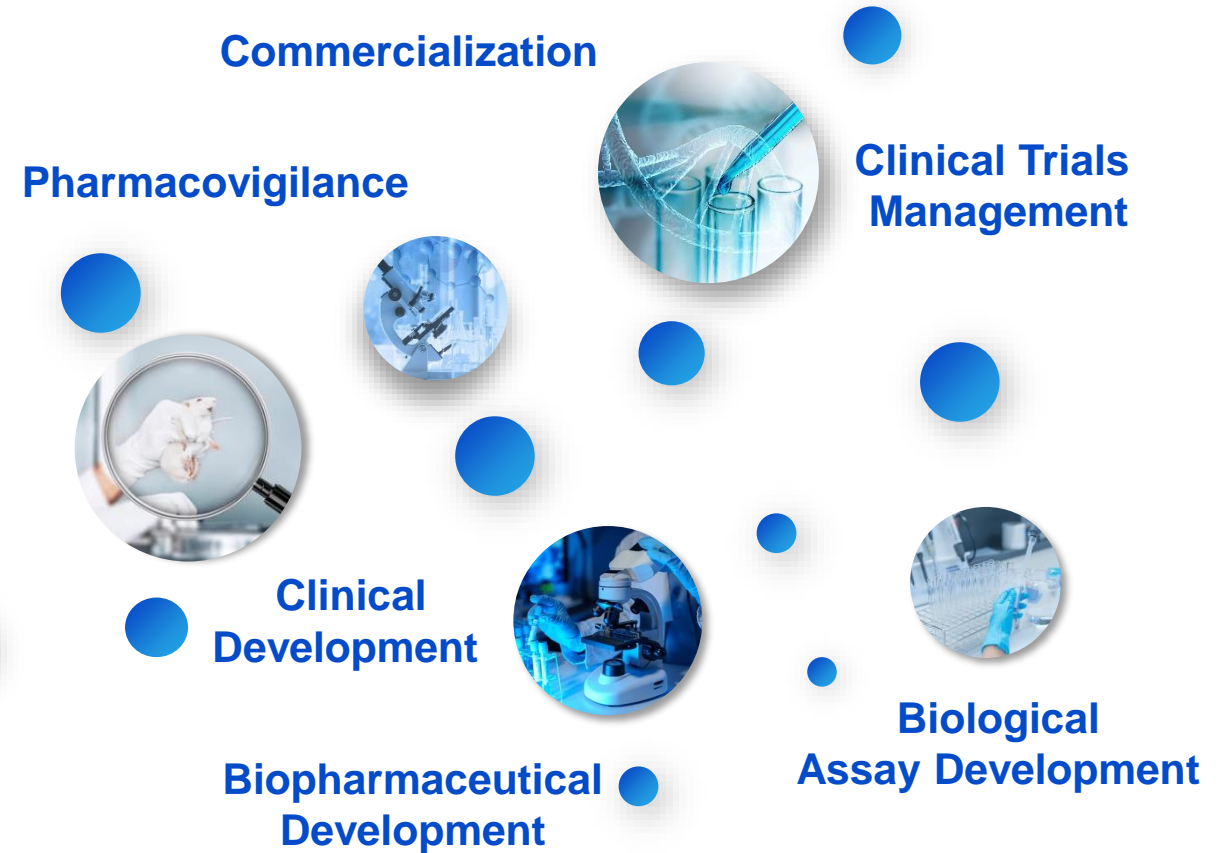 Commercialization
Clinical Trials
Management
Pharmacovigilance
Clinical
Development
Biological
Assay Development
Biopharmaceutical
Development